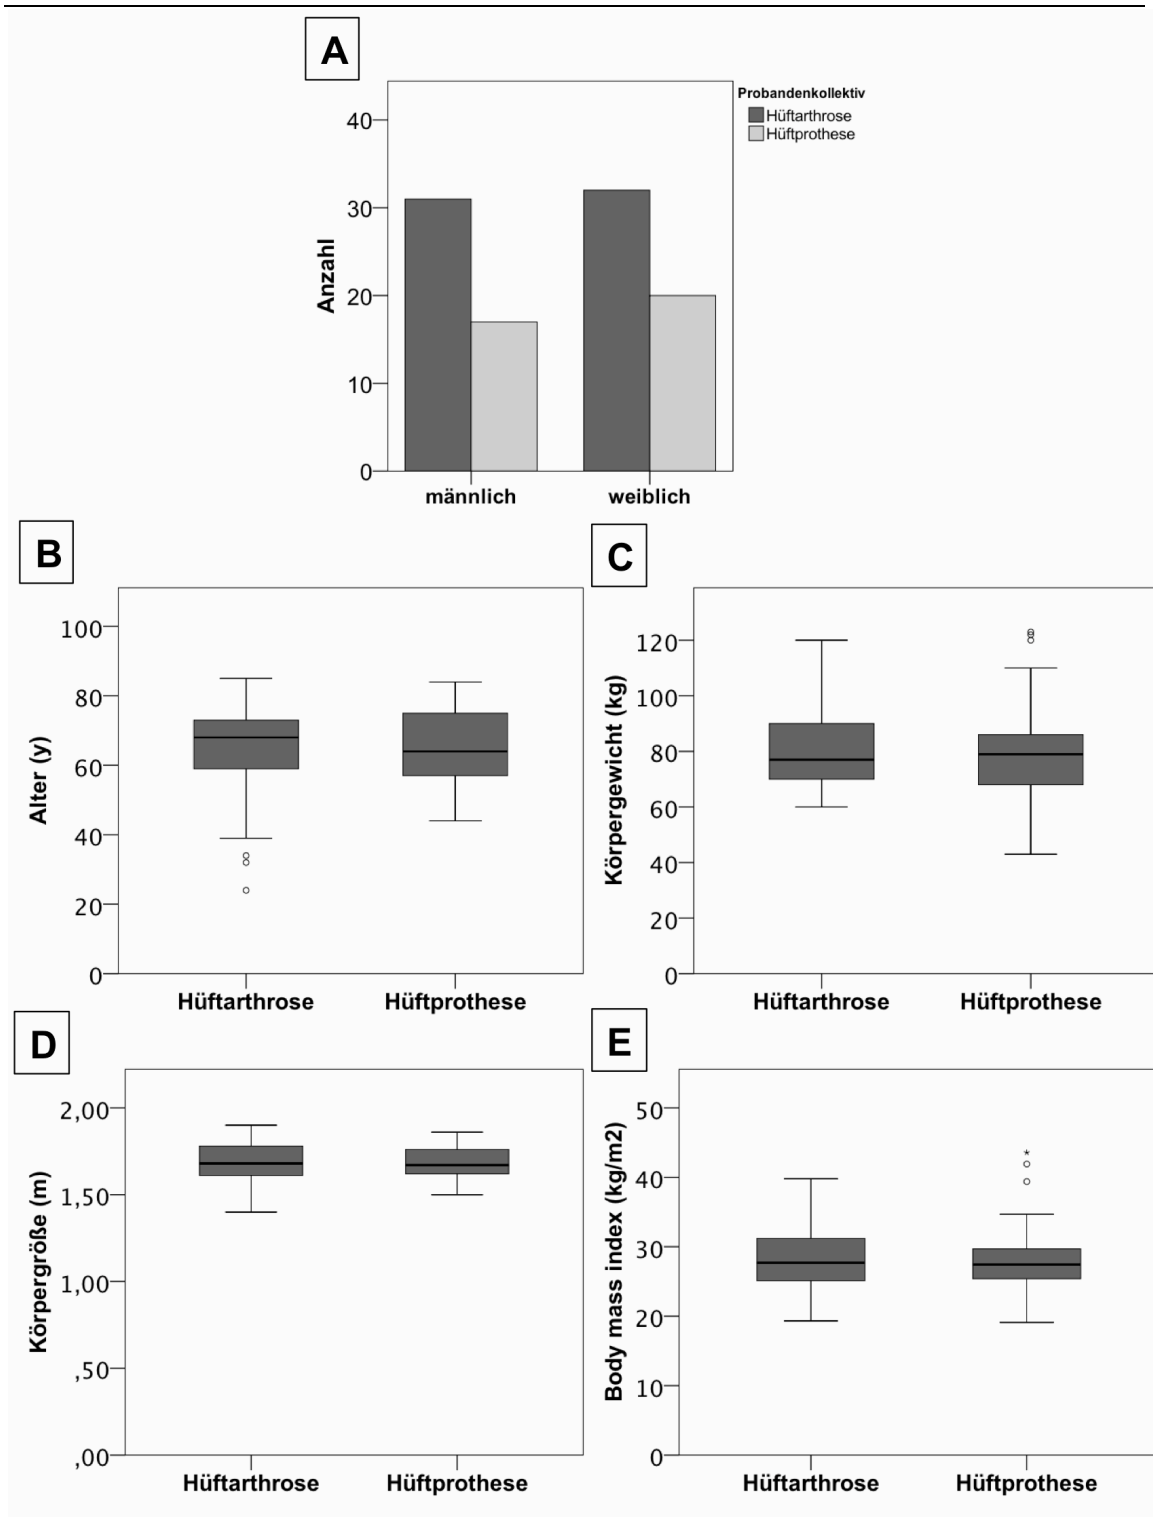 A
Probandenkollektiv
Hüftarthrose
Hüftprothese
40
30
20
10
0
Anzahl
männlich weiblich
B
100
80
60
40
20
0
Alter (y)
Hüftarthrose Hüftprothese
C
120
100
80
60
40
20
0
Körpergewicht (kg)
Hüftarthrose Hüftprothese
D
2,00
1,50
1,00
,50
,00
Körpergröße (m)
Hüftarthrose Hüftprothese
E
50
40
30
20
10
0
Body mass index (kg/m2)
Hüftarthrose Hüftprothese